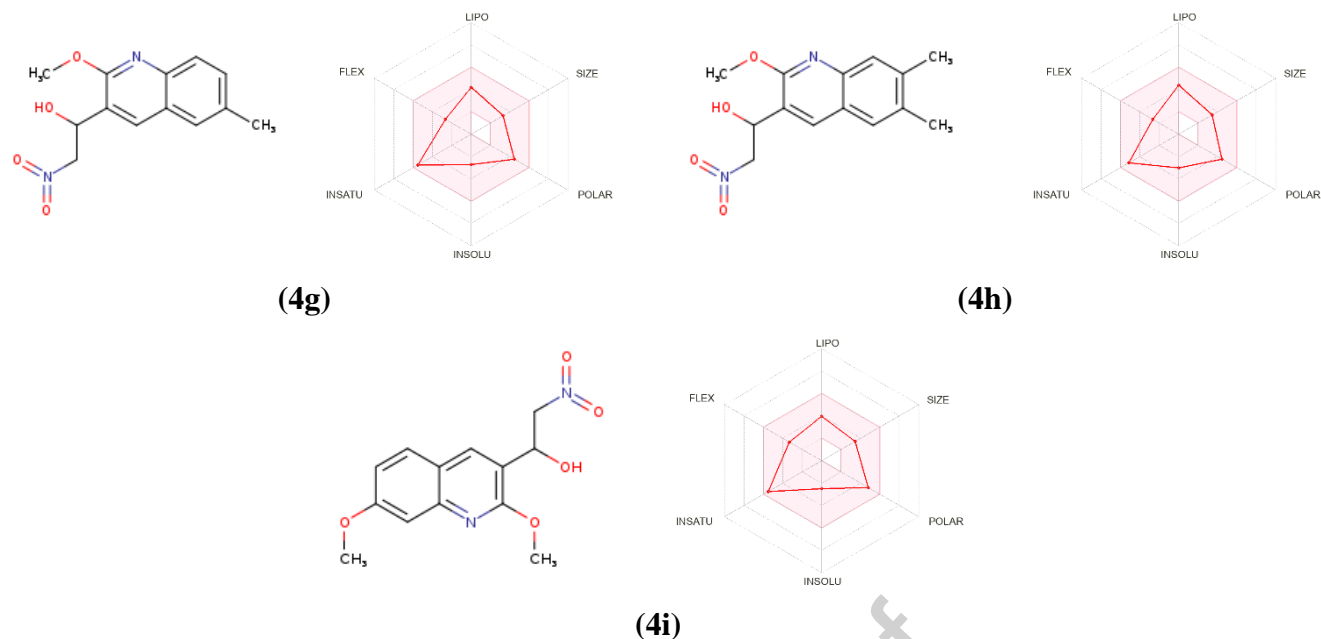 LIPO
LIPO
O
H₃C
N
FLEX
SIZE
HO
CH₃
O
N
O
INSATU
POLAR
INSOLU
O
H₃C
N
CH₃
FLEX
SIZE
HO
CH₃
O
N
O
INSATU
POLAR
INSOLU
(4g)
(4h)
LIPO
O
N
O
FLEX
SIZE
OH
O
N
O
INSATU
POLAR
CH₃
CH₃
INSOLU
(4i)
f